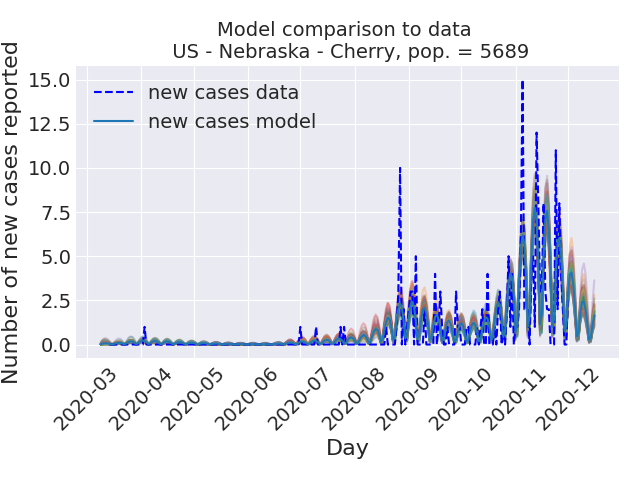 Model comparison to data
US - Nebraska - Cherry, pop. = 5689
Number of new cases reported
15.0
12.5
10.0
7.5
5.0
2.5
0.0
new cases data
new cases model
2020-03
2020-04
2020-05
2020-06
2020-07
2020-08
2020-09
2020-10
2020-11
2020-12
Day